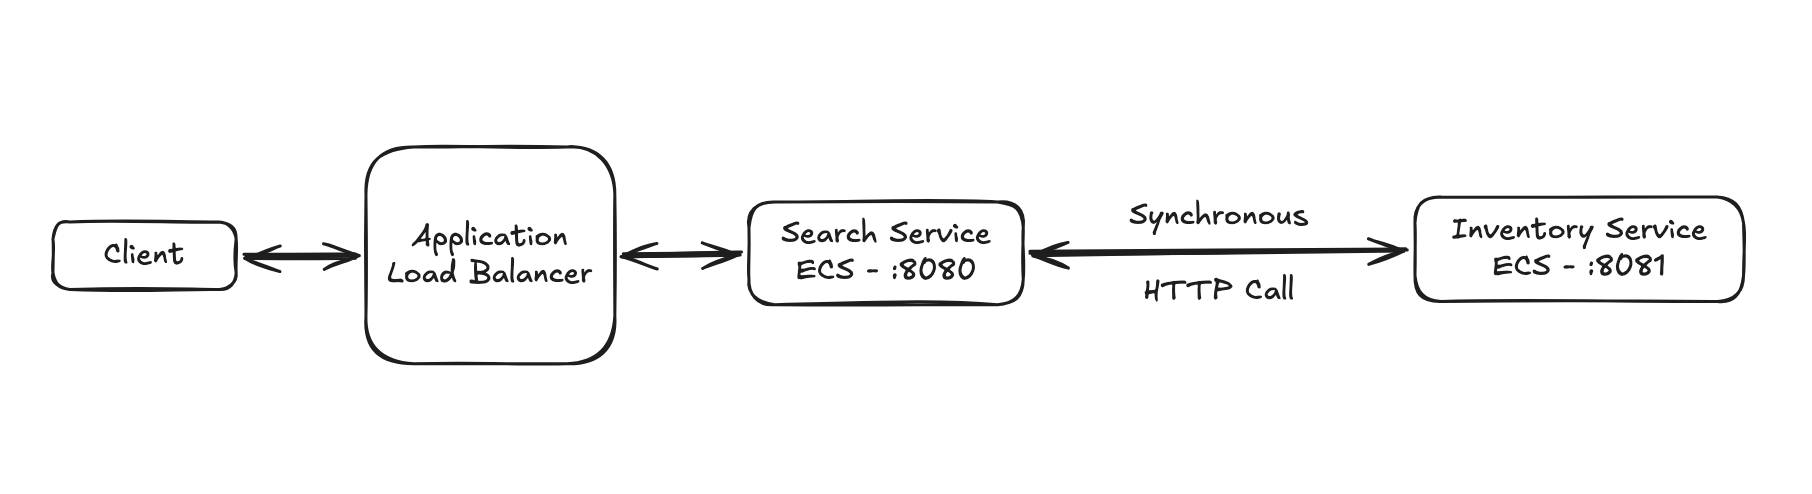 Client
Application
Load Balancer
Search Service
ECS - :8080
Synchronous
HTTP Call
Inventory Service
ECS - :8081